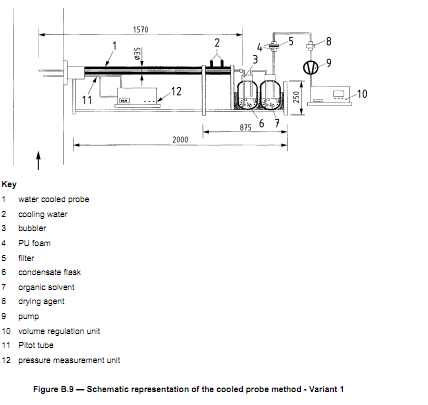 1570
1
ø35
2
3
4
5
8
9
10
11
12
250
6
7
875
2000
Key
1 water cooled probe
2 cooling water
3 bubbler
4 PU foam
5 filter
6 condensate flask
7 organic solvent
8 drying agent
9 pump
10 volume regulation unit
11 Pitot tube
12 pressure measurement unit
Figure B.9 — Schematic representation of the cooled probe method - Variant 1